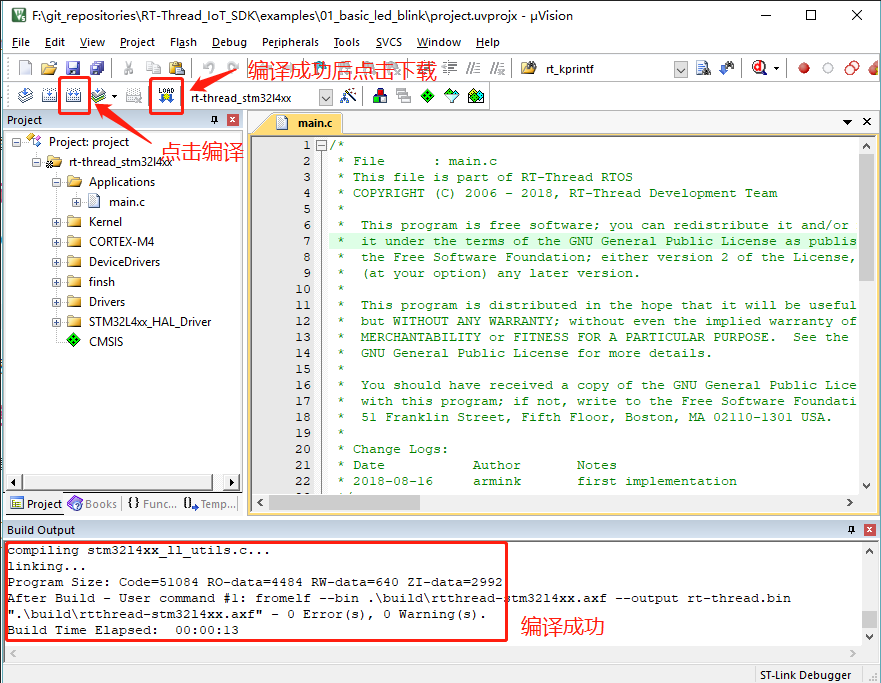 F:\git_repositories\RT-Thread_IoT_SDK\examples\01_basic_led_blink\project.uvprojx - µVision
File Edit View Project Flash Debug Peripherals Tools SVCS Window Help
编译成功后点击下载
rt_kprintf
LOAD
rt-thread_stm32l4xx
点击编译
Project
Project: project
rt-thread_stm32l4xx
Applications
main.c
Kernel
CORTEX-M4
DeviceDrivers
finsh
Drivers
STM32L4xx_HAL_Driver
CMSIS
Project Books Func... Temp...
main.c
1 /*
2 * File      : main.c
3 * This file is part of RT-Thread RTOS
4 * COPYRIGHT (C) 2006 - 2018, RT-Thread Development Team
5 *
6 *  This program is free software; you can redistribute it and/or
7 *  it under the terms of the GNU General Public License as publis
8 *  the Free Software Foundation; either version 2 of the License,
9 *  (at your option) any later version.
10 *
11 *  This program is distributed in the hope that it will be useful
12 *  but WITHOUT ANY WARRANTY; without even the implied warranty of
13 *  MERCHANTABILITY or FITNESS FOR A PARTICULAR PURPOSE.  See the
14 *  GNU General Public License for more details.
15 *
16 *  You should have received a copy of the GNU General Public Lice
17 *  with this program; if not, write to the Free Software Foundati
18 *  51 Franklin Street, Fifth Floor, Boston, MA 02110-1301 USA.
19 *
20 * Change Logs:
21 * Date           Author       Notes
22 * 2018-08-16     armink       first implementation
Build Output
compiling stm32l4xx_ll_utils.c...
linking...
Program Size: Code=51084 RO-data=4484 RW-data=640 ZI-data=2992
After Build - User command #1: fromelf --bin .\build\rtthread-stm32l4xx.axf --output rt-thread.bin
".\build\rtthread-stm32l4xx.axf" - 0 Error(s), 0 Warning(s).
Build Time Elapsed:  00:00:13
编译成功
ST-Link Debugger